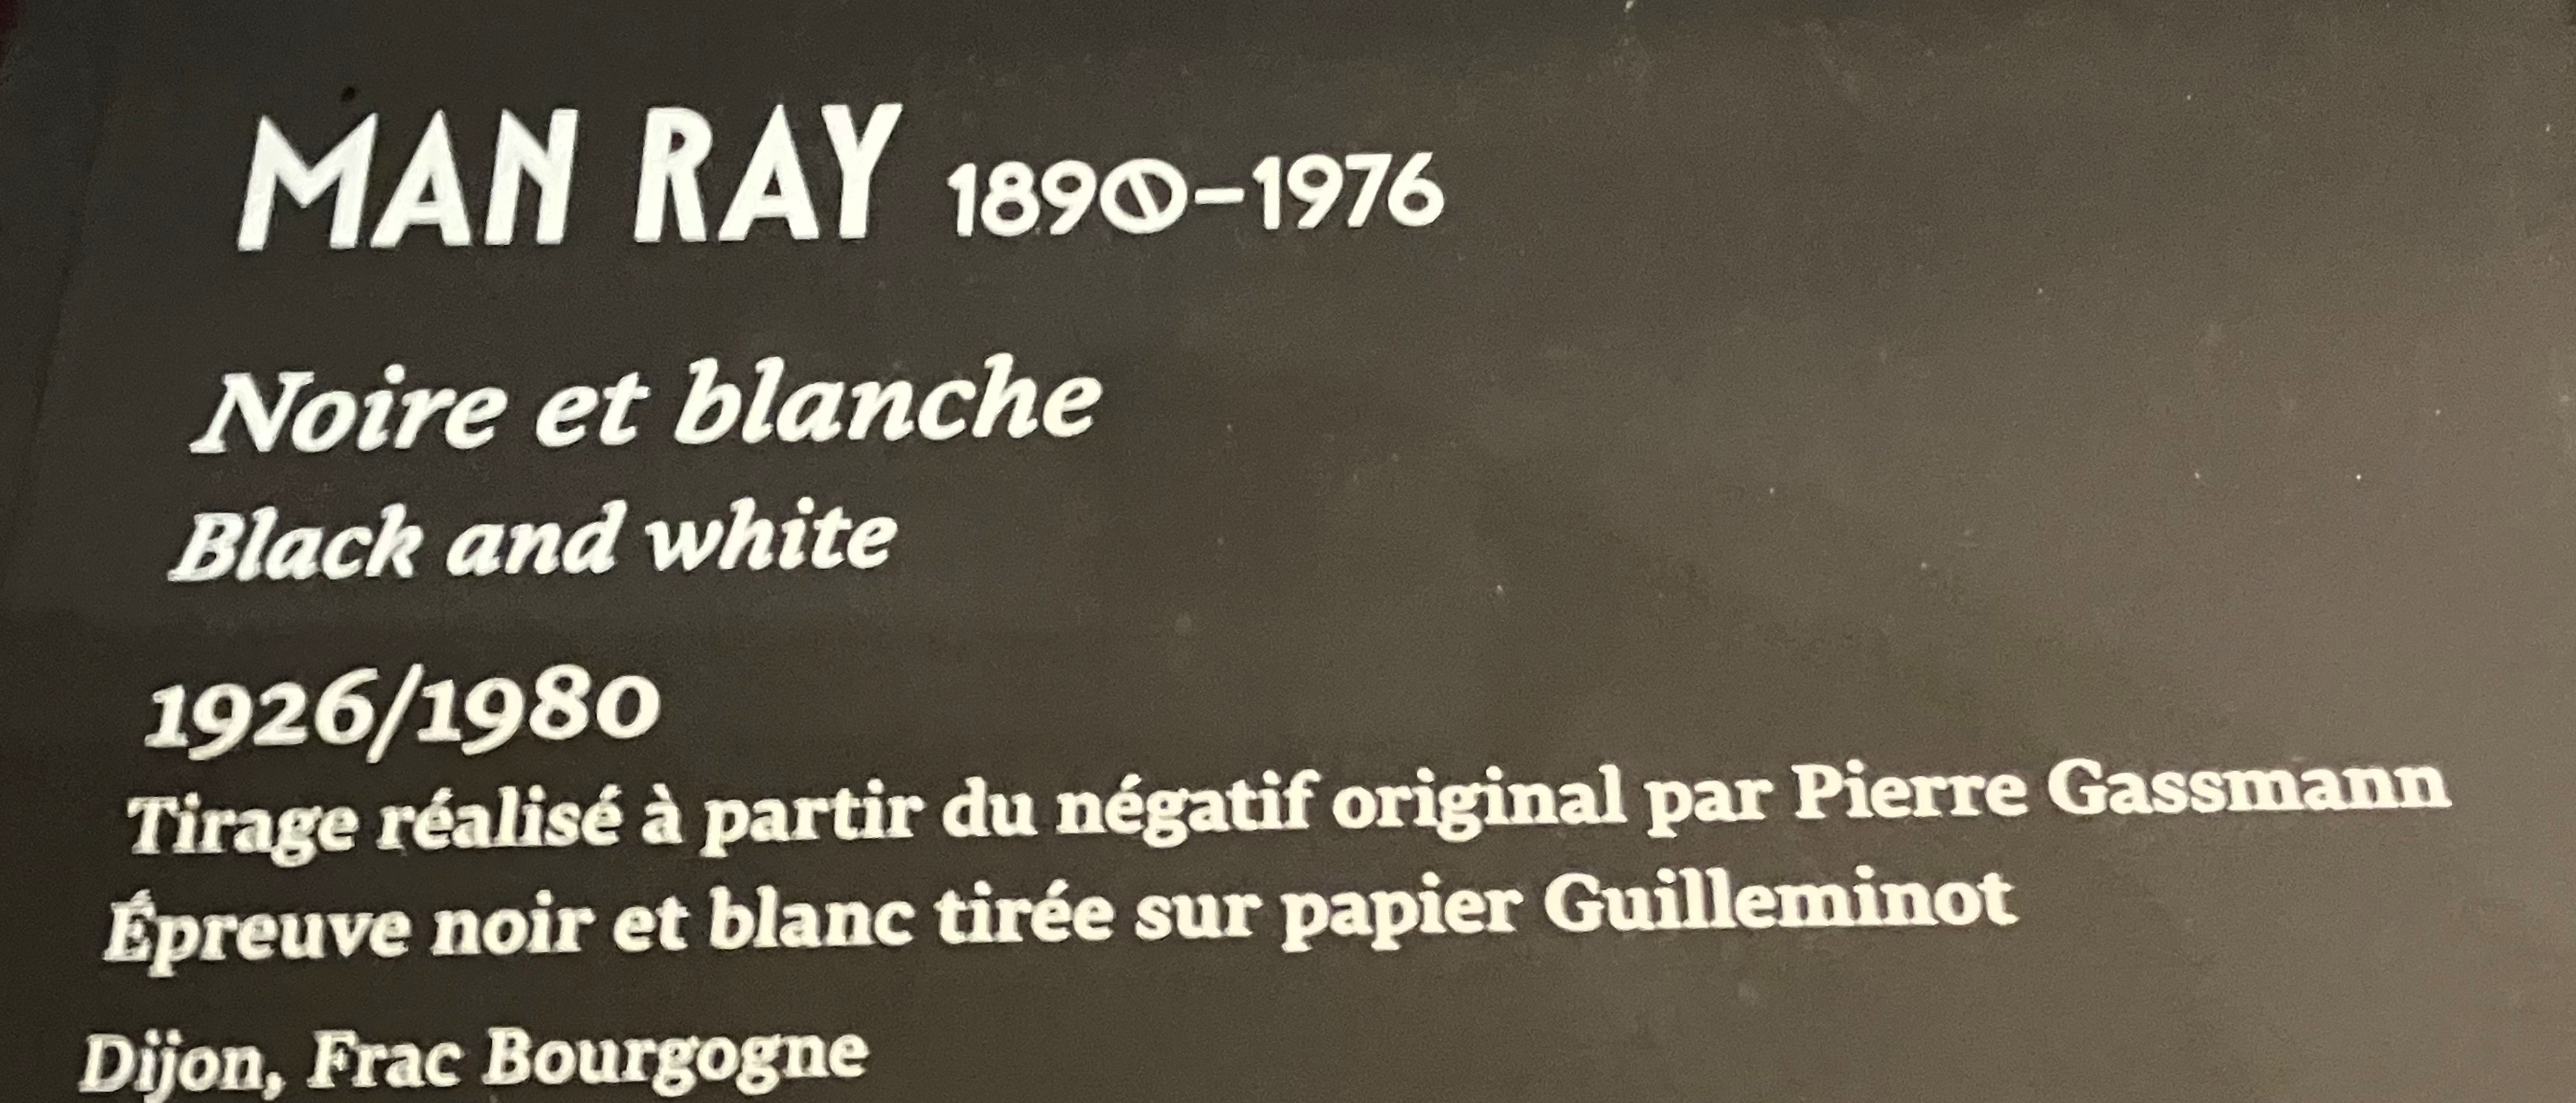 MAN RAY 1890–1976
Noire et blanche
Black and white
1926/1980
Tirage réalisé à partir du négatif original par Pierre Gassmann
Épreuve noir et blanc tirée sur papier Guilleminot
Dijon, Frac Bourgogne